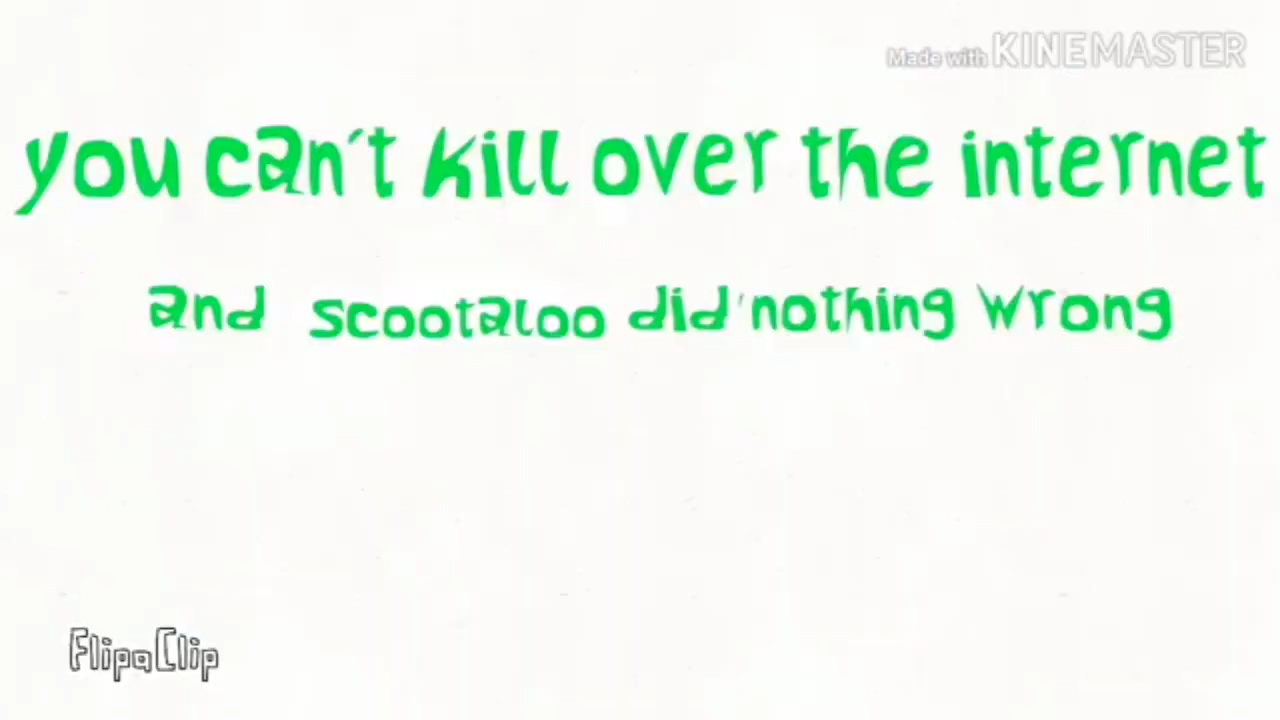 Made with KINEMASTER
you can't kill over the internet
and scootaloo did nothing wrong
FlipaClip